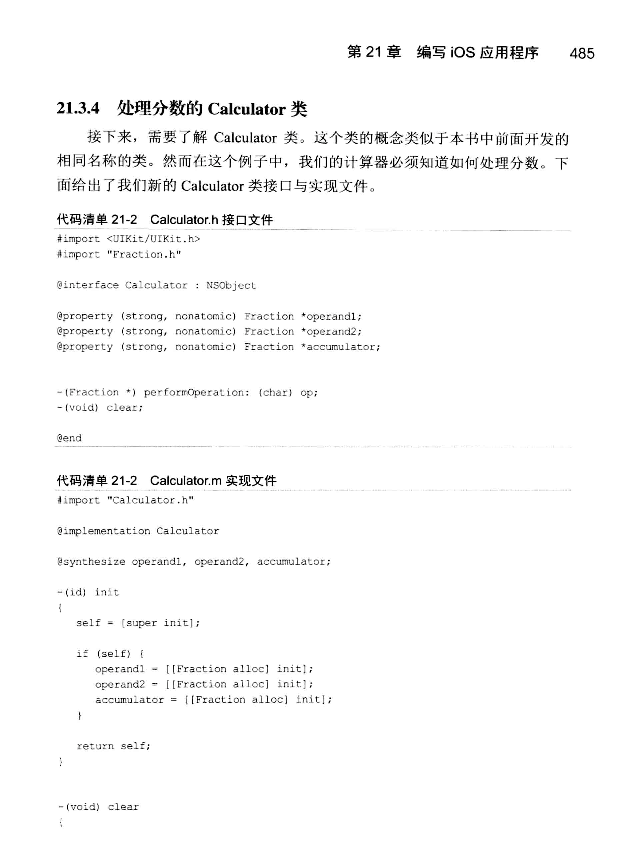 第 21 章 编写 iOS 应用程序 485
21.3.4 处理分数的 Calculator 类
接下来，需要了解 Calculator 类。这个类的概念类似于本书中前面开发的
相同名称的类。然而在这个例子中，我们的计算器必须知道如何处理分数。下
面给出了我们新的 Calculator 类接口与实现文件。
代码清单 21-2 Calculator.h 接口文件
#import <UIKit/UIKit.h>
#import "Fraction.h"
@interface Calculator : NSObject
@property (strong, nonatomic) Fraction *operand1;
@property (strong, nonatomic) Fraction *operand2;
@property (strong, nonatomic) Fraction *accumulator;
-(Fraction *) performOperation: (char) op;
-(void) clear;
@end
代码清单 21-2 Calculator.m 实现文件
#import "Calculator.h"
@implementation Calculator
@synthesize operand1, operand2, accumulator;
-(id) init
{
self = [super init];
if (self) {
operand1 = [[Fraction alloc] init];
operand2 = [[Fraction alloc] init];
accumulator = [[Fraction alloc] init];
}
return self;
}
-(void) clear
{